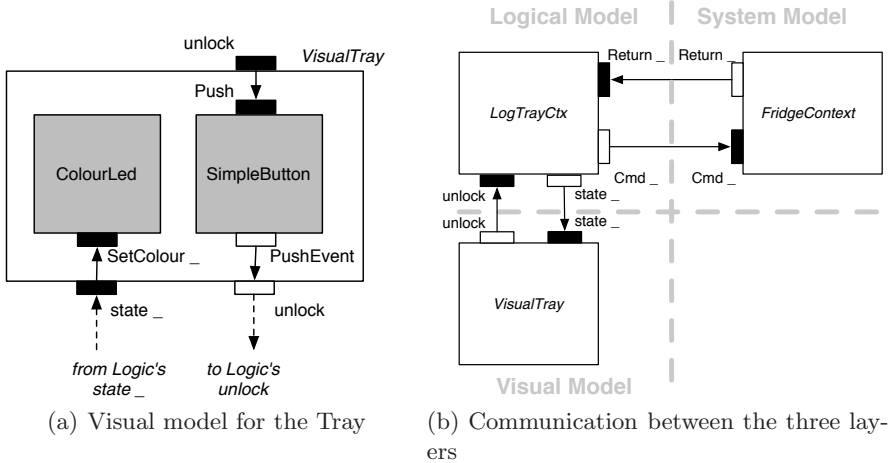 unlock
VisualTray
Push
ColourLed
SimpleButton
SetColour _
PushEvent
state _
unlock
from Logic's
state _
to Logic's
unlock
(a) Visual model for the Tray
Logical Model
System Model
Return _
Return _
LogTrayCtx
FridgeContext
Cmd _
Cmd _
unlock
state _
unlock
state _
VisualTray
Visual Model
(b) Communication between the three lay-
ers